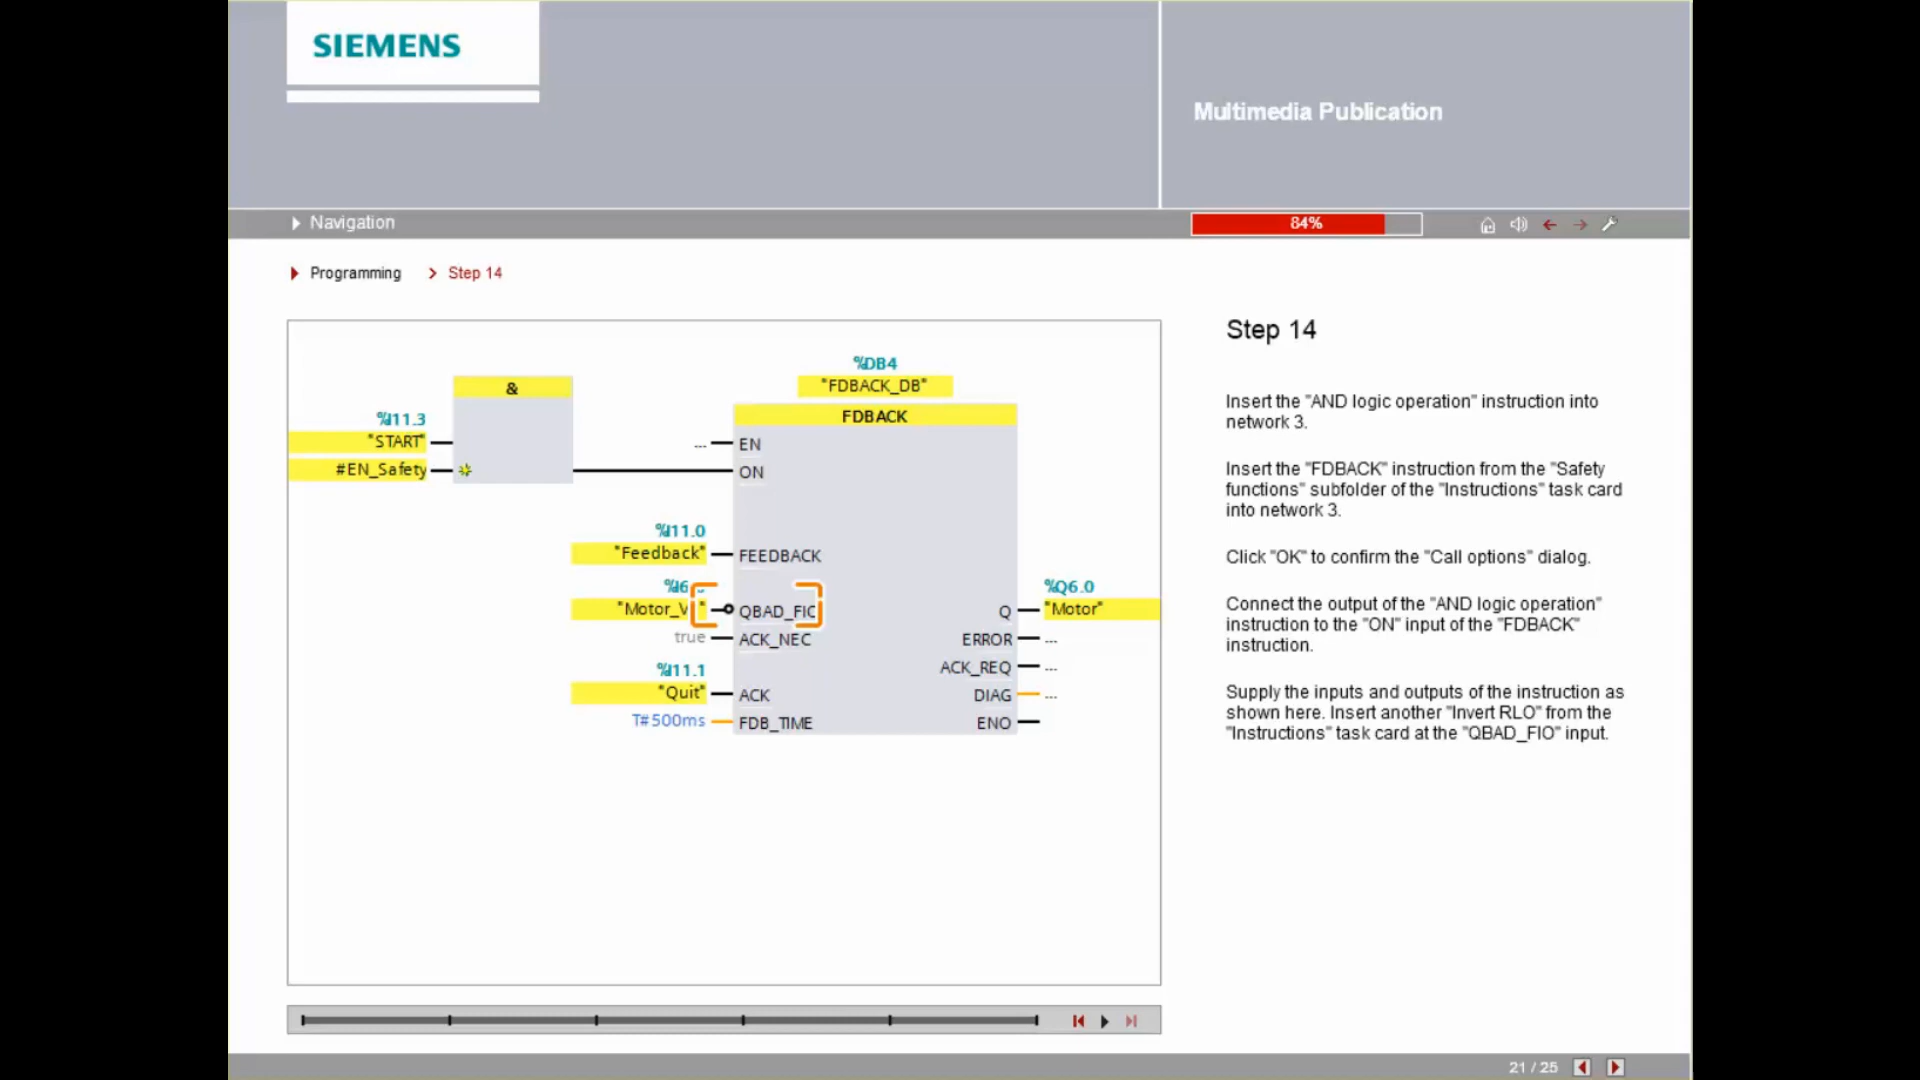 SIEMENS
Multimedia Publication
Navigation
84%
Programming
Step 14
%DB4
"FDBACK_DB"
&
FDBACK
%I11.3
"START"
#EN_Safety
...
EN
ON
%I11.0
"Feedback"
FEEDBACK
"Motor_V
QBAD_FIO
%Q6.0
Q
"Motor"
true
ACK_NEC
ERROR
...
ACK_REQ
...
%I11.1
"Quit"
ACK
DIAG
...
T#500ms
FDB_TIME
ENO
Step 14
Insert the "AND logic operation" instruction into
network 3.
Insert the "FDBACK" instruction from the "Safety
functions" subfolder of the "Instructions" task card
into network 3.
Click "OK" to confirm the "Call options" dialog.
Connect the output of the "AND logic operation"
instruction to the "ON" input of the "FDBACK"
instruction.
Supply the inputs and outputs of the instruction as
shown here. Insert another "Invert RLO" from the
"Instructions" task card at the "QBAD_FIO" input.
21 / 25